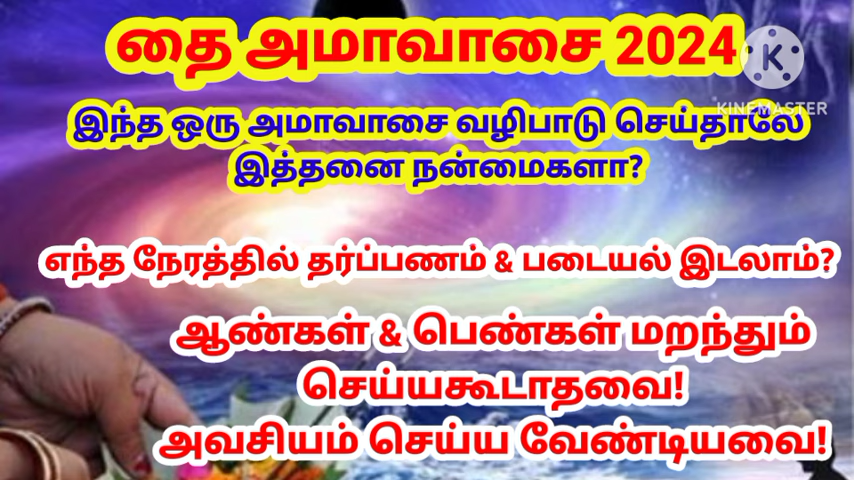 தை அமாவாசை 2024
K
KINEMASTER
இந்த ஒரு அமாவாசை வழிபாடு செய்தாலே
இத்தனை நன்மைகளா?
எந்த நேரத்தில் தர்ப்பணம் & படையல் இடலாம்?
ஆண்கள் & பெண்கள் மறந்தும்
செய்யகூடாதவை!
அவசியம் செய்ய வேண்டியவை!